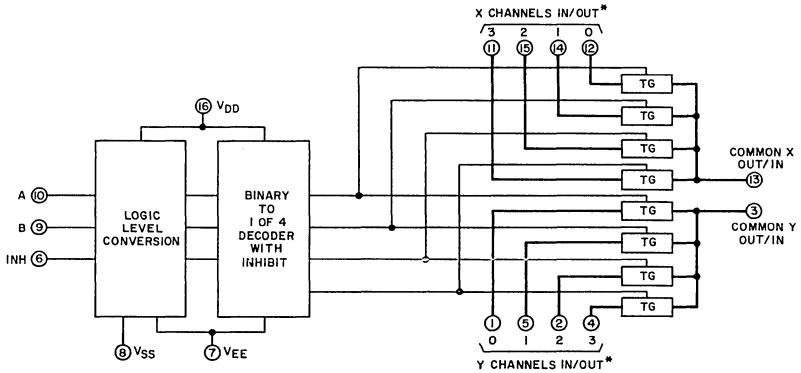 X CHANNELS IN/OUT*
3 2 1 0
11 15 14 12
TG
TG
TG
TG
16 VDD
COMMON X
OUT/IN
13
A 10
B 9
INH 6
LOGIC
LEVEL
CONVERSION
BINARY
TO
1 OF 4
DECODER
WITH
INHIBIT
TG
TG
TG
TG
3
COMMON Y
OUT/IN
8 VSS
7 VEE
1 5 2 4
0 1 2 3
Y CHANNELS IN/OUT*